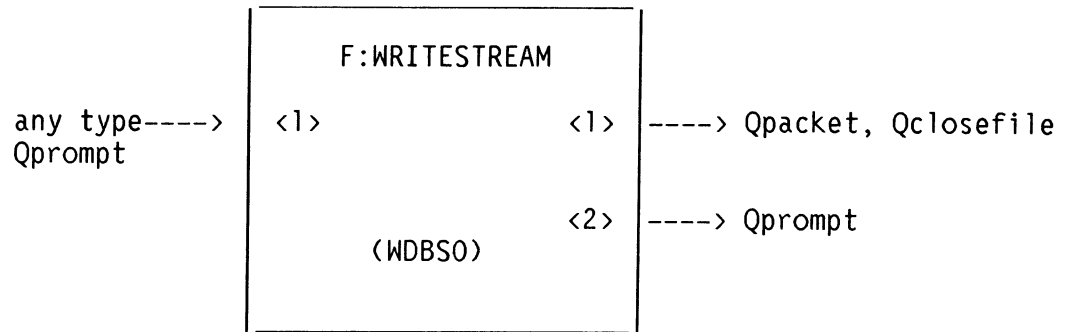 F:WRITESTREAM
any type----> <1> <1> ----> Qpacket, Qclosefile
Qprompt
<2> ----> Qprompt
(WDBSO)